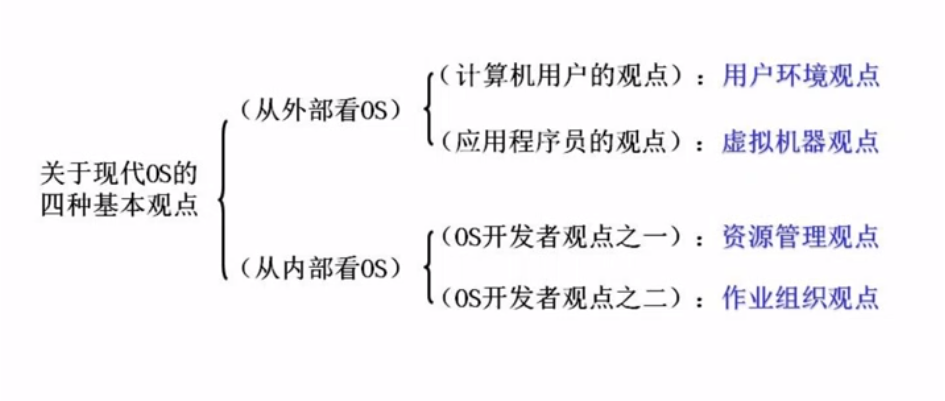 关于现代OS的
四种基本观点
（从外部看OS）
（计算机用户的观点）：用户环境观点
（应用程序员的观点）：虚拟机器观点
（从内部看OS）
（OS开发者观点之一）：资源管理观点
（OS开发者观点之二）：作业组织观点